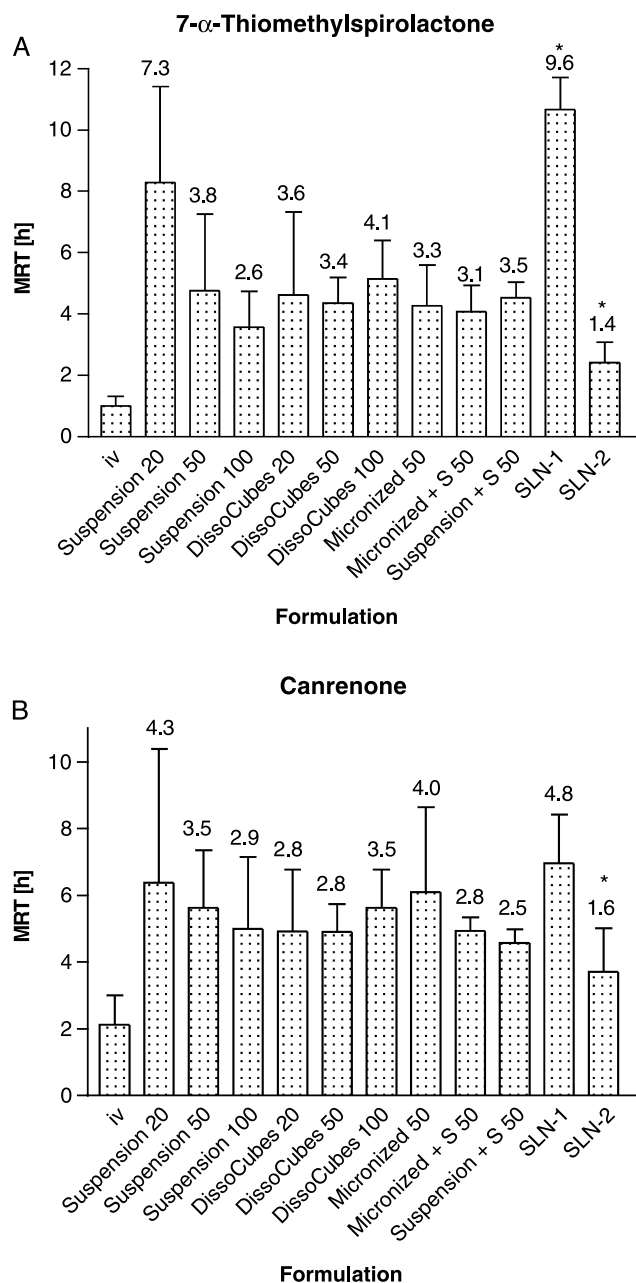 7-α-Thiomethylspirolactone
A
MRT [h]
12
10
8
6
4
2
0
7.3
3.8
2.6
3.6
3.4
4.1
3.3
3.1
3.5
*
9.6
*
1.4
iv
Suspension 20
Suspension 50
Suspension 100
DissoCubes 20
DissoCubes 50
DissoCubes 100
Micronized 50
Micronized + S 50
Suspension + S 50
SLN-1
SLN-2
Formulation
Canrenone
B
MRT [h]
10
8
6
4
2
0
4.3
3.5
2.9
2.8
2.8
3.5
4.0
2.8
2.5
4.8
*
1.6
iv
Suspension 20
Suspension 50
Suspension 100
DissoCubes 20
DissoCubes 50
DissoCubes 100
Micronized 50
Micronized + S 50
Suspension + S 50
SLN-1
SLN-2
Formulation